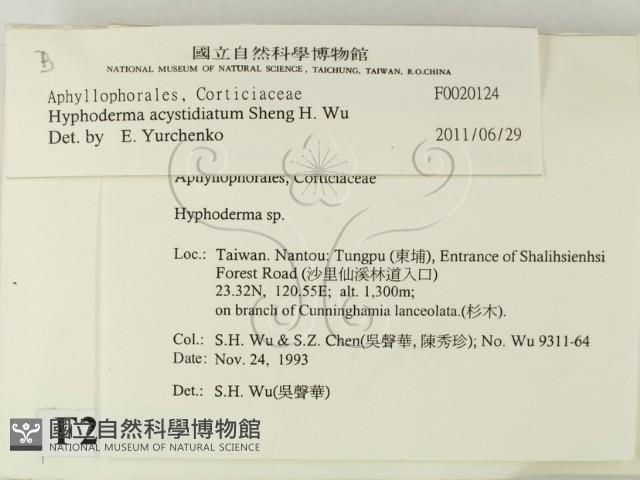 B
國立自然科學博物館
NATIONAL MUSEUM OF NATURAL SCIENCE, TAICHUNG, TAIWAN, R.O.CHINA
Aphyllophorales, Corticiaceae F0020124
Hyphoderma acystidiatum Sheng H. Wu
Det. by E. Yurchenko 2011/06/29
Aphyllophorales, Corticiaceae
Hyphoderma sp.
Loc.: Taiwan. Nantou: Tungpu (東埔), Entrance of Shalihsienhsi
Forest Road (沙里仙溪林道入口)
23.32N, 120.55E; alt. 1,300m;
on branch of Cunninghamia lanceolata.(杉木).
Col.: S.H. Wu & S.Z. Chen(吳聲華, 陳秀珍); No. Wu 9311-64
Date: Nov. 24, 1993
Det.: S.H. Wu(吳聲華)
F2
國立自然科學博物館
NATIONAL MUSEUM OF NATURAL SCIENCE